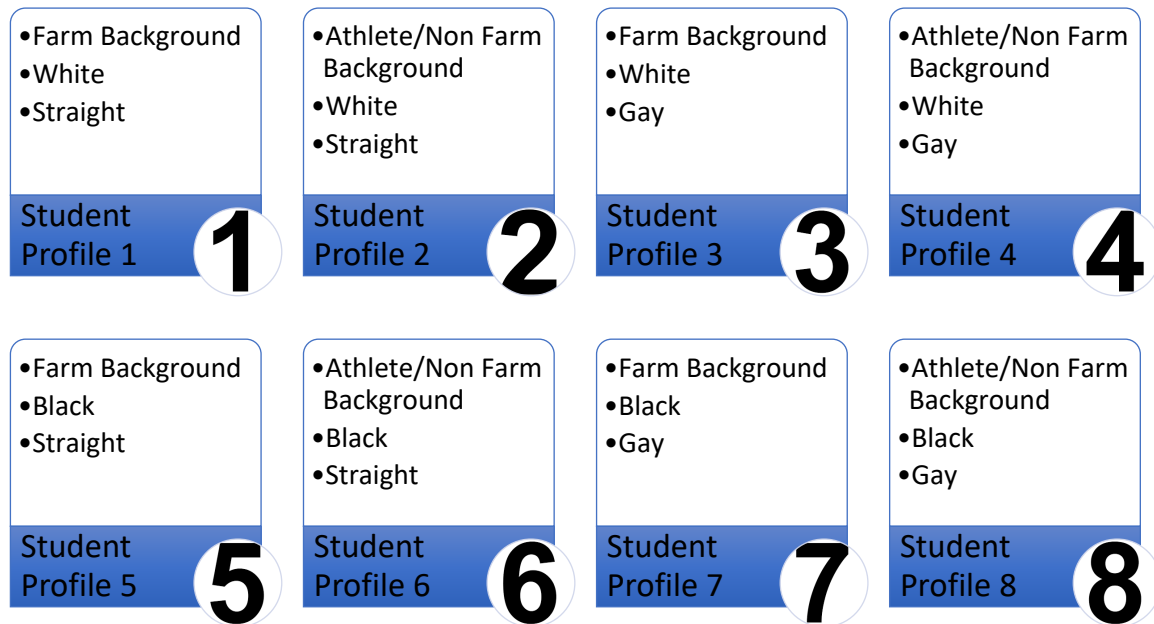 •Farm Background
•White
•Straight
Student
Profile 1
1
•Athlete/Non Farm
Background
•White
•Straight
Student
Profile 2
2
•Farm Background
•White
•Gay
Student
Profile 3
3
•Athlete/Non Farm
Background
•White
•Gay
Student
Profile 4
4
•Farm Background
•Black
•Straight
Student
Profile 5
5
•Athlete/Non Farm
Background
•Black
•Straight
Student
Profile 6
6
•Farm Background
•Black
•Gay
Student
Profile 7
7
•Athlete/Non Farm
Background
•Black
•Gay
Student
Profile 8
8